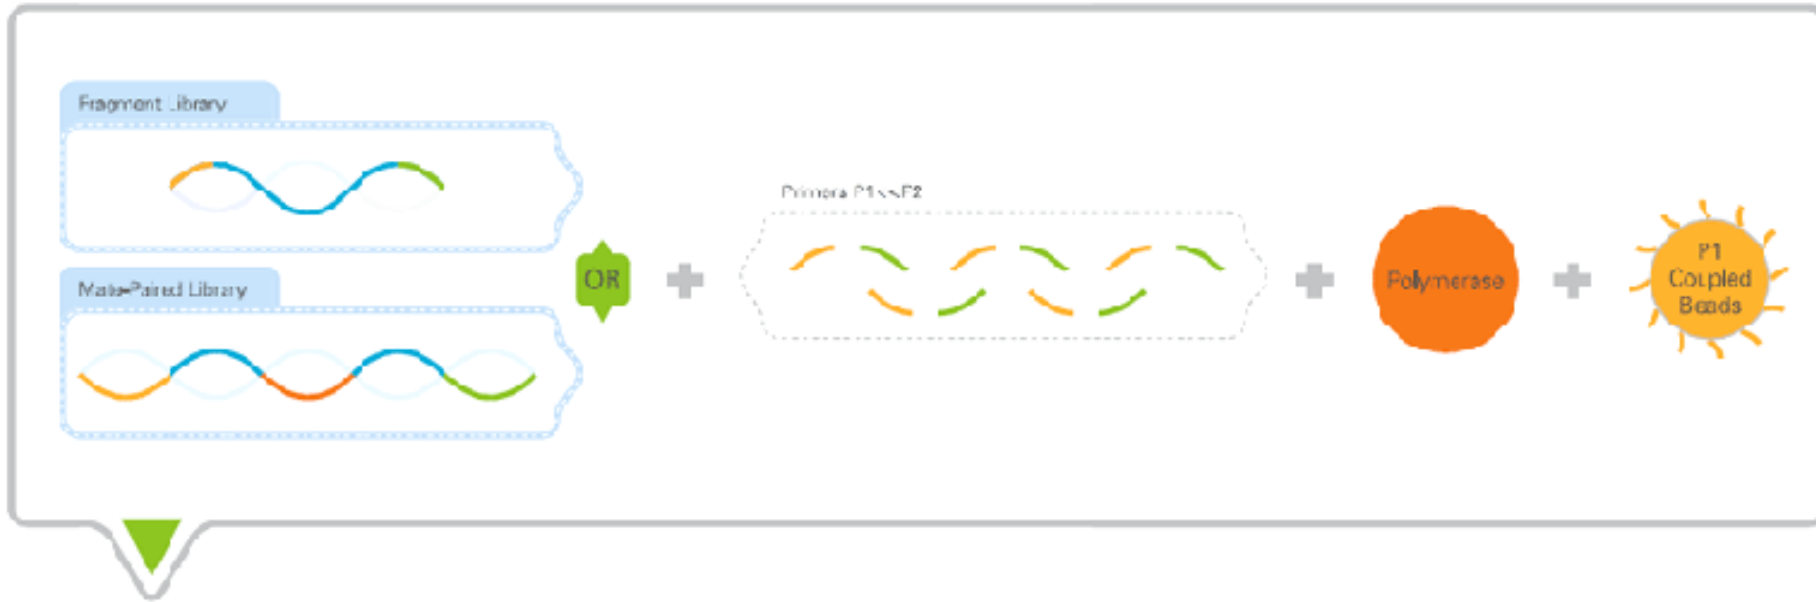 Fragment Library
Mate-Paired Library
OR
Primers P1 P2
Polymerase
P1
Coupled
Beads